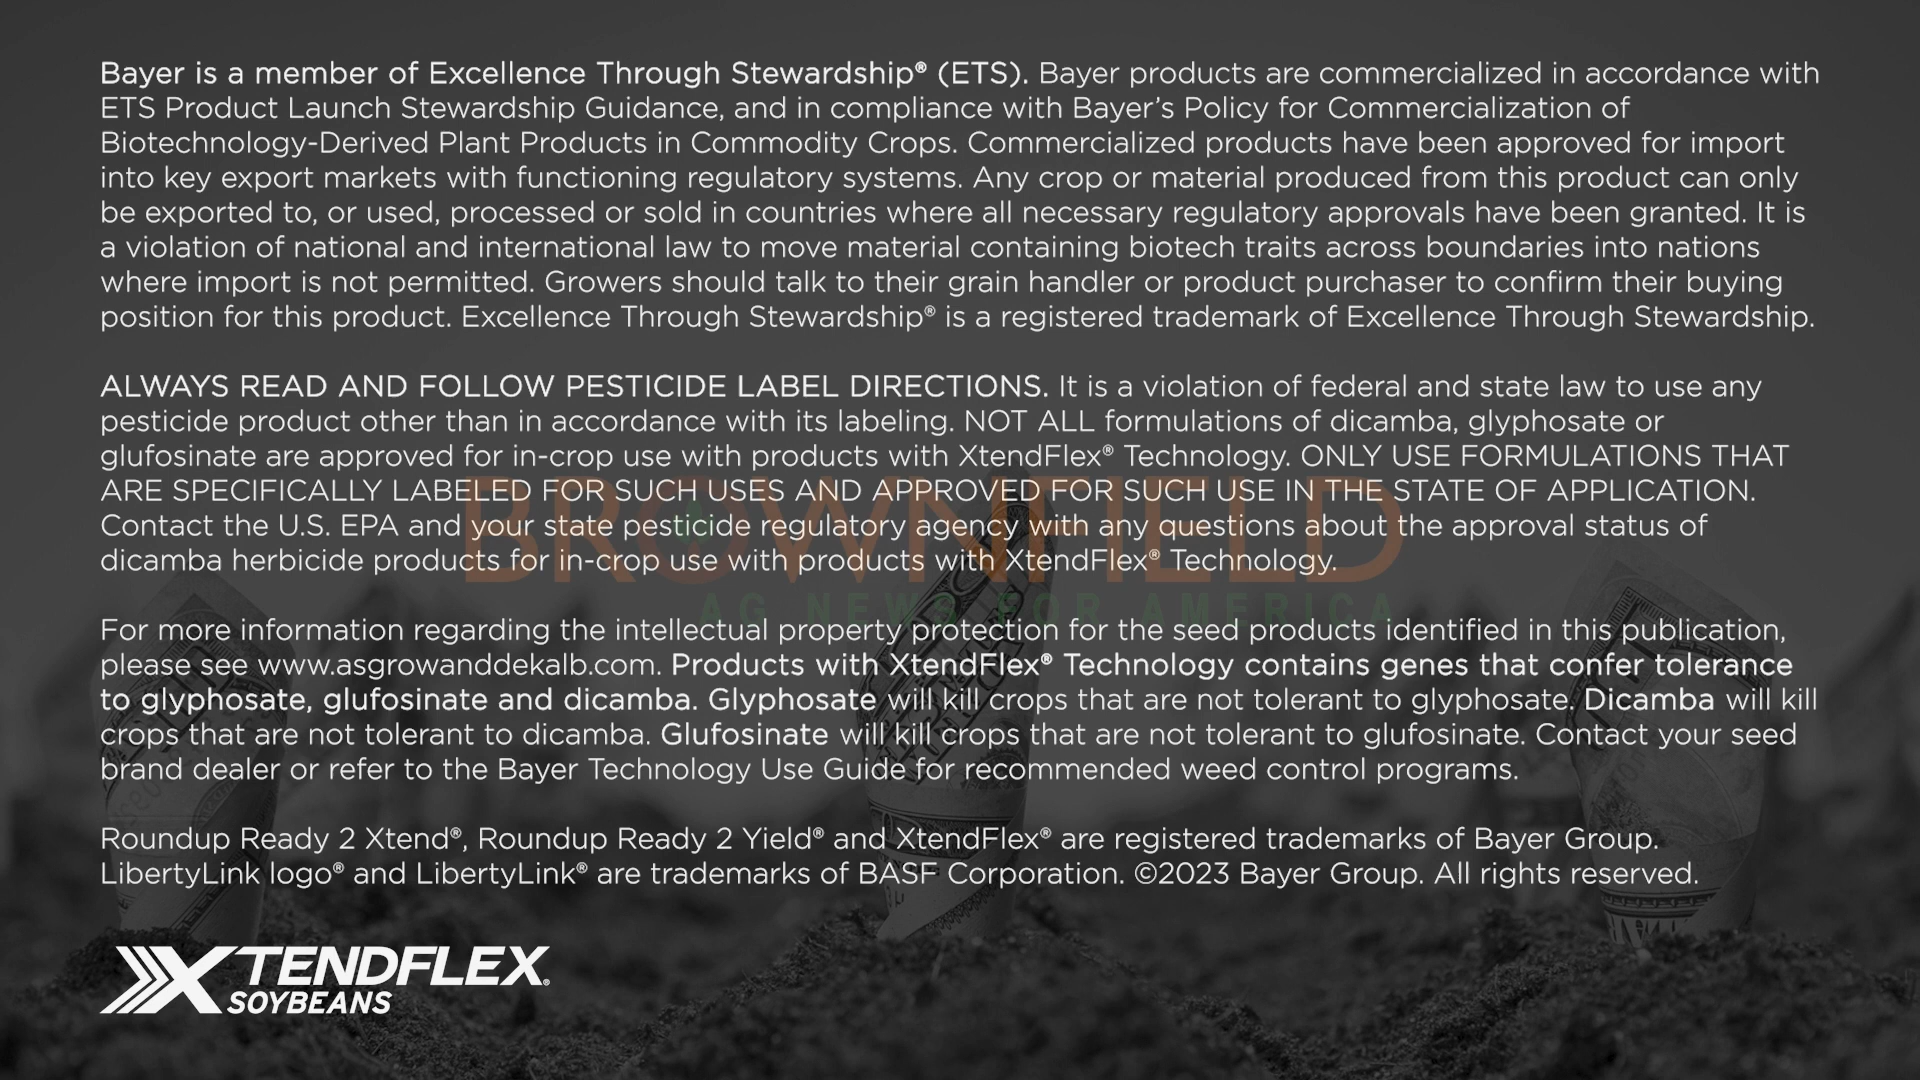 Bayer is a member of Excellence Through Stewardship® (ETS). Bayer products are commercialized in accordance with
ETS Product Launch Stewardship Guidance, and in compliance with Bayer’s Policy for Commercialization of
Biotechnology-Derived Plant Products in Commodity Crops. Commercialized products have been approved for import
into key export markets with functioning regulatory systems. Any crop or material produced from this product can only
be exported to, or used, processed or sold in countries where all necessary regulatory approvals have been granted. It is
a violation of national and international law to move material containing biotech traits across boundaries into nations
where import is not permitted. Growers should talk to their grain handler or product purchaser to confirm their buying
position for this product. Excellence Through Stewardship® is a registered trademark of Excellence Through Stewardship.
ALWAYS READ AND FOLLOW PESTICIDE LABEL DIRECTIONS. It is a violation of federal and state law to use any
pesticide product other than in accordance with its labeling. NOT ALL formulations of dicamba, glyphosate or
glufosinate are approved for in-crop use with products with XtendFlex® Technology. ONLY USE FORMULATIONS THAT
ARE SPECIFICALLY LABELED FOR SUCH USES AND APPROVED FOR SUCH USE IN THE STATE OF APPLICATION.
Contact the U.S. EPA and your state pesticide regulatory agency with any questions about the approval status of
dicamba herbicide products for in-crop use with products with XtendFlex® Technology.
BROWNFIELD
AG NEWS FOR AMERICA
For more information regarding the intellectual property protection for the seed products identified in this publication,
please see www.asgrowanddekalb.com. Products with XtendFlex® Technology contains genes that confer tolerance
to glyphosate, glufosinate and dicamba. Glyphosate will kill crops that are not tolerant to glyphosate. Dicamba will kill
crops that are not tolerant to dicamba. Glufosinate will kill crops that are not tolerant to glufosinate. Contact your seed
brand dealer or refer to the Bayer Technology Use Guide for recommended weed control programs.
Roundup Ready 2 Xtend®, Roundup Ready 2 Yield® and XtendFlex® are registered trademarks of Bayer Group.
LibertyLink logo® and LibertyLink® are trademarks of BASF Corporation. ©2023 Bayer Group. All rights reserved.
XTENDFLEX®
SOYBEANS